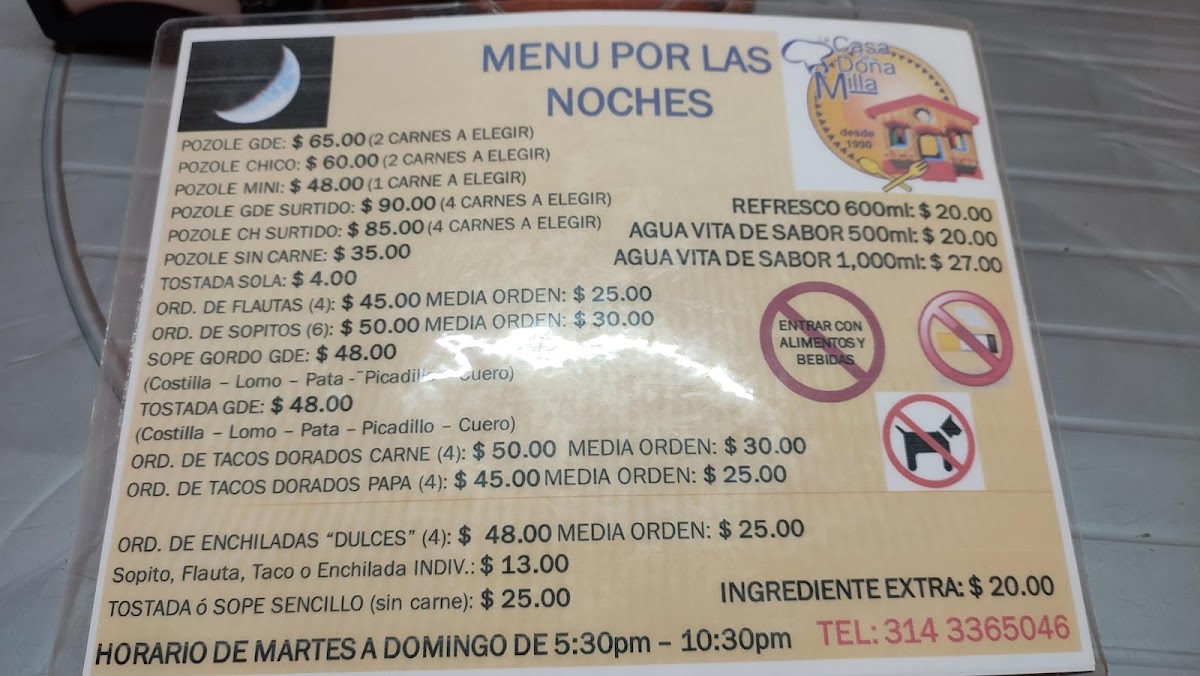 MENU POR LAS
NOCHES
La Casa
de Doña
Milla
desde
1990
POZOLE GDE: $ 65.00 (2 CARNES A ELEGIR)
POZOLE CHICO: $ 60.00 (2 CARNES A ELEGIR)
POZOLE MINI: $ 48.00 (1 CARNE A ELEGIR)
POZOLE GDE SURTIDO: $ 90.00 (4 CARNES A ELEGIR)
POZOLE CH SURTIDO: $ 85.00 (4 CARNES A ELEGIR)
POZOLE SIN CARNE: $ 35.00
TOSTADA SOLA: $ 4.00
ORD. DE FLAUTAS (4): $ 45.00 MEDIA ORDEN: $ 25.00
ORD. DE SOPITOS (6): $ 50.00 MEDIA ORDEN: $ 30.00
SOPE GORDO GDE: $ 48.00
(Costilla – Lomo – Pata -¨Picadillo – Cuero)
TOSTADA GDE: $ 48.00
(Costilla – Lomo – Pata – Picadillo – Cuero)
ORD. DE TACOS DORADOS CARNE (4): $ 50.00 MEDIA ORDEN: $ 30.00
ORD. DE TACOS DORADOS PAPA (4): $ 45.00 MEDIA ORDEN: $ 25.00
REFRESCO 600ml: $ 20.00
AGUA VITA DE SABOR 500ml: $ 20.00
AGUA VITA DE SABOR 1,000ml: $ 27.00
ENTRAR CON
ALIMENTOS Y
BEBIDAS
ORD. DE ENCHILADAS “DULCES” (4): $ 48.00 MEDIA ORDEN: $ 25.00
Sopito, Flauta, Taco o Enchilada INDIV.: $ 13.00
TOSTADA ó SOPE SENCILLO (sin carne): $ 25.00
INGREDIENTE EXTRA: $ 20.00
HORARIO DE MARTES A DOMINGO DE 5:30pm – 10:30pm
TEL: 314 3365046